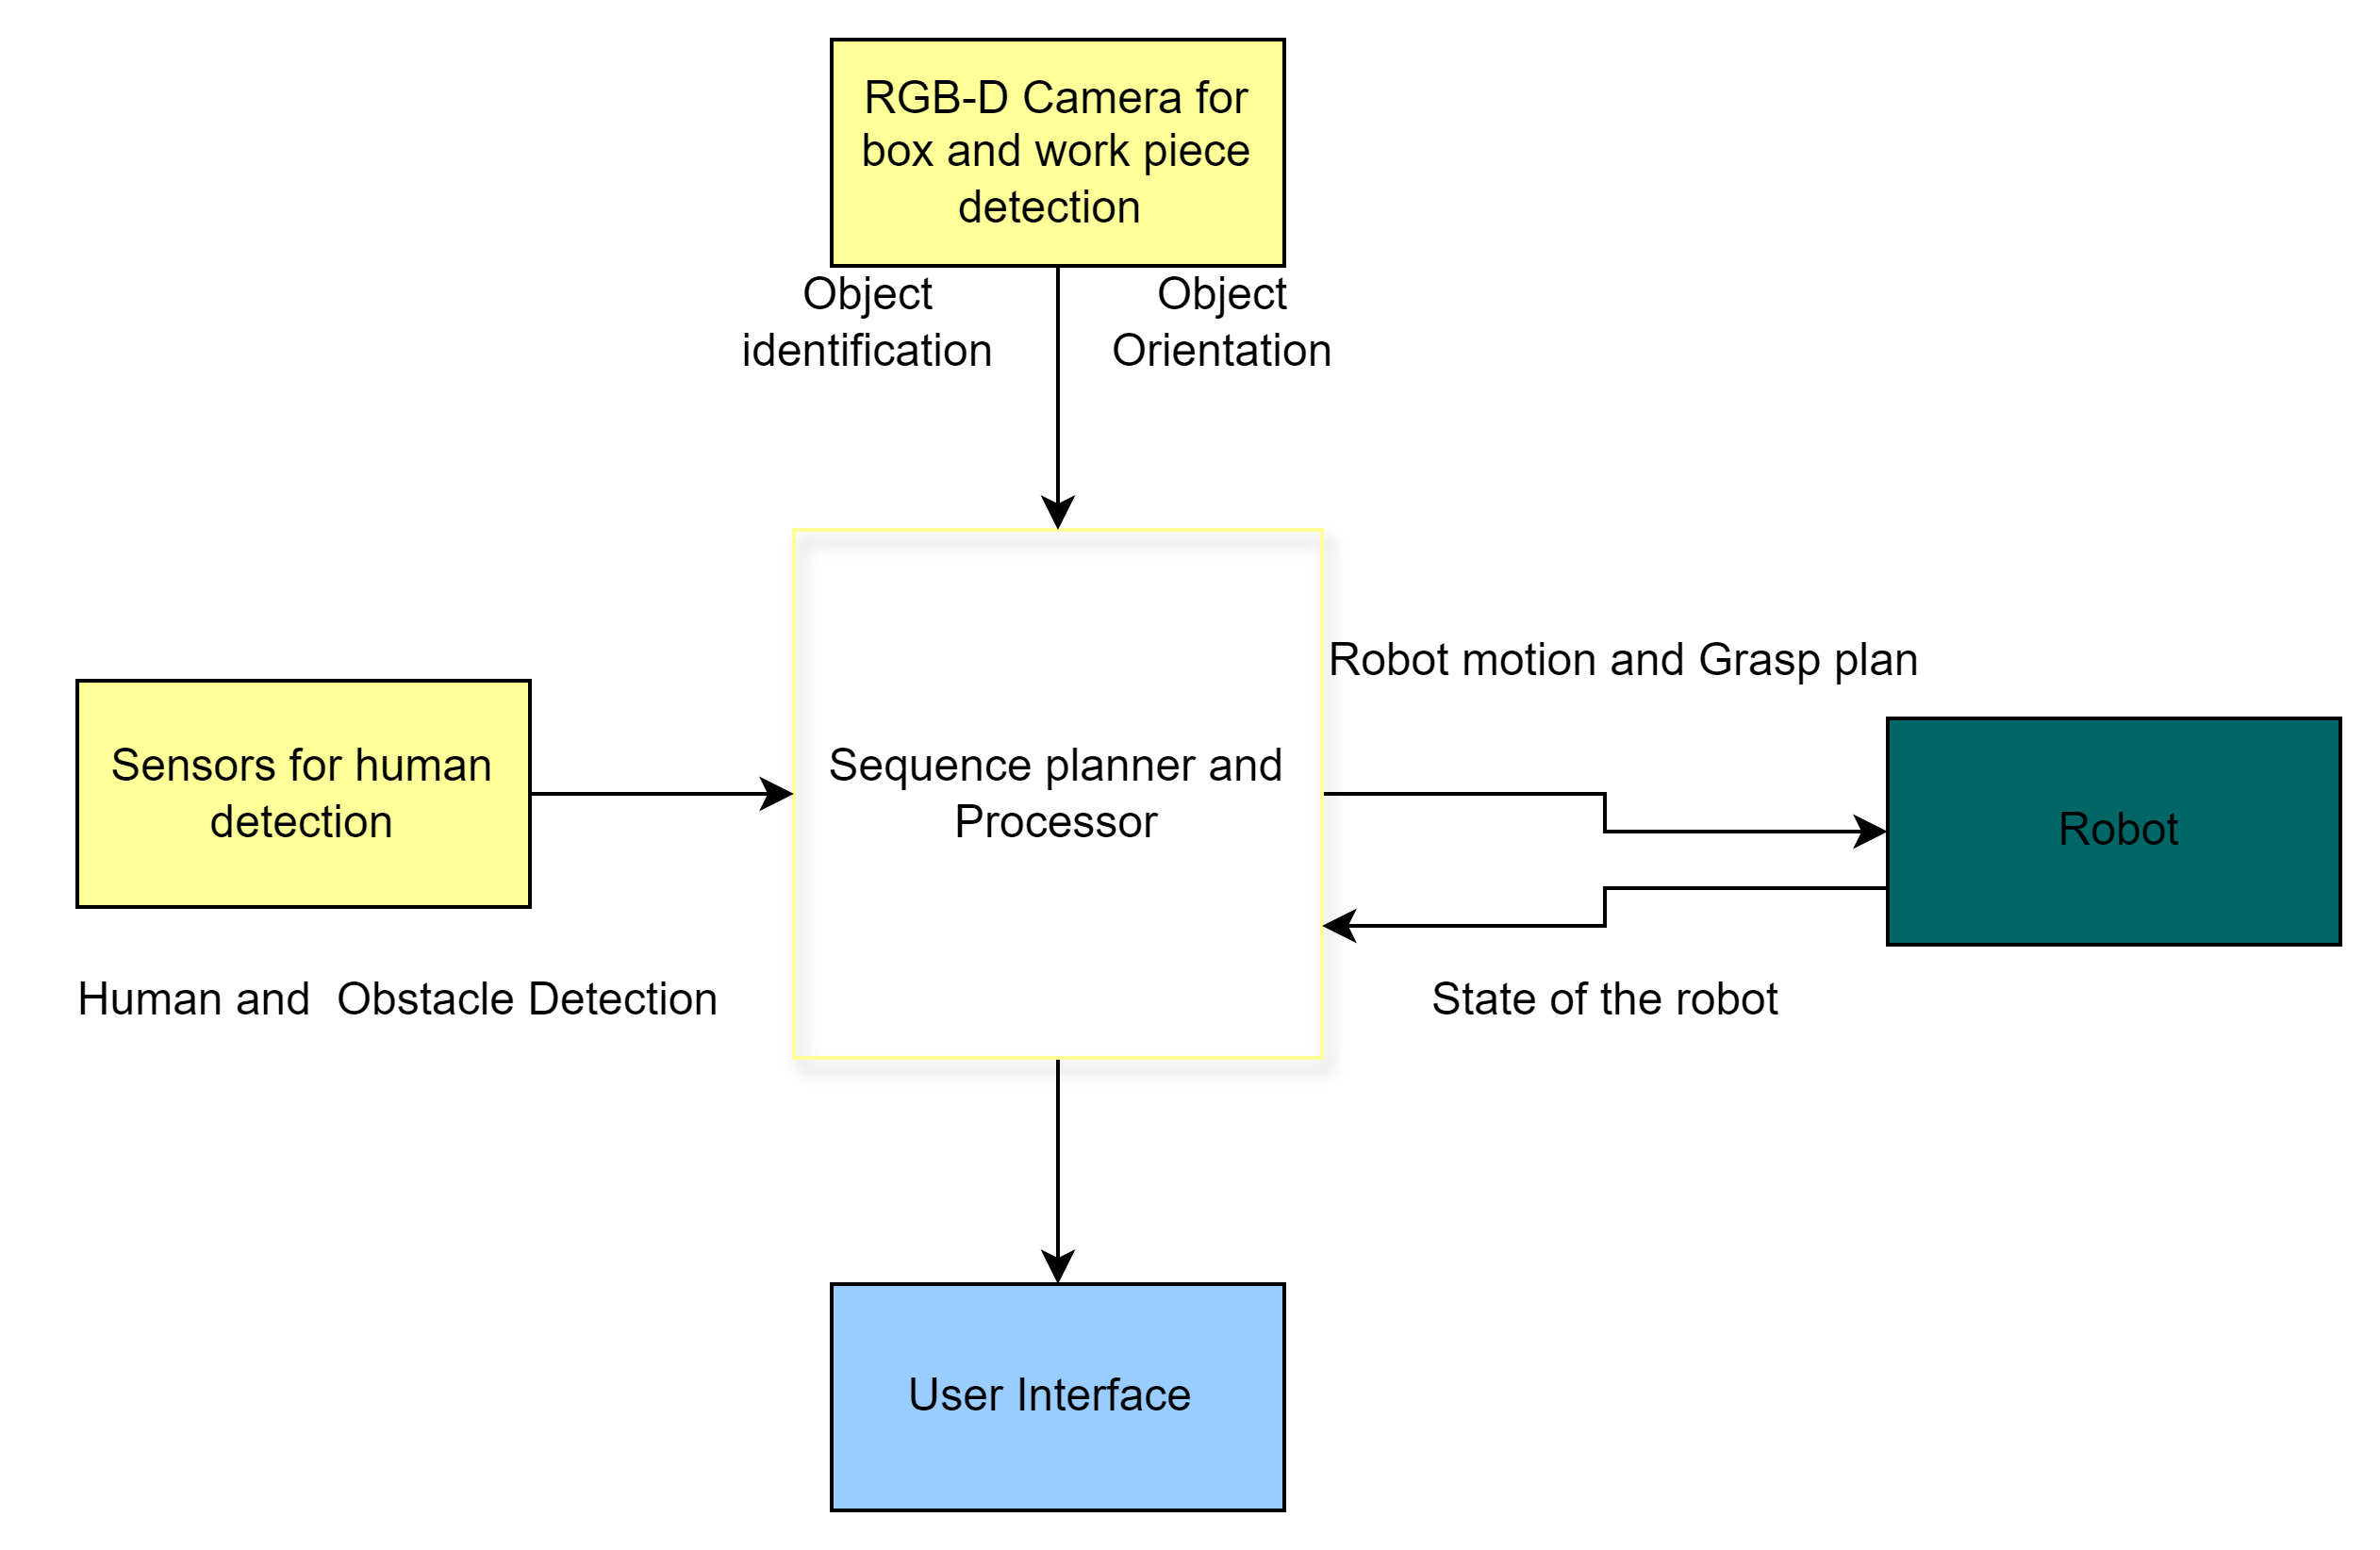 RGB-D Camera for
box and work piece
detection
Object
identification
Object
Orientation
Robot motion and Grasp plan
Sensors for human
detection
Sequence planner and
Processor
Robot
Human and  Obstacle Detection
State of the robot
User Interface